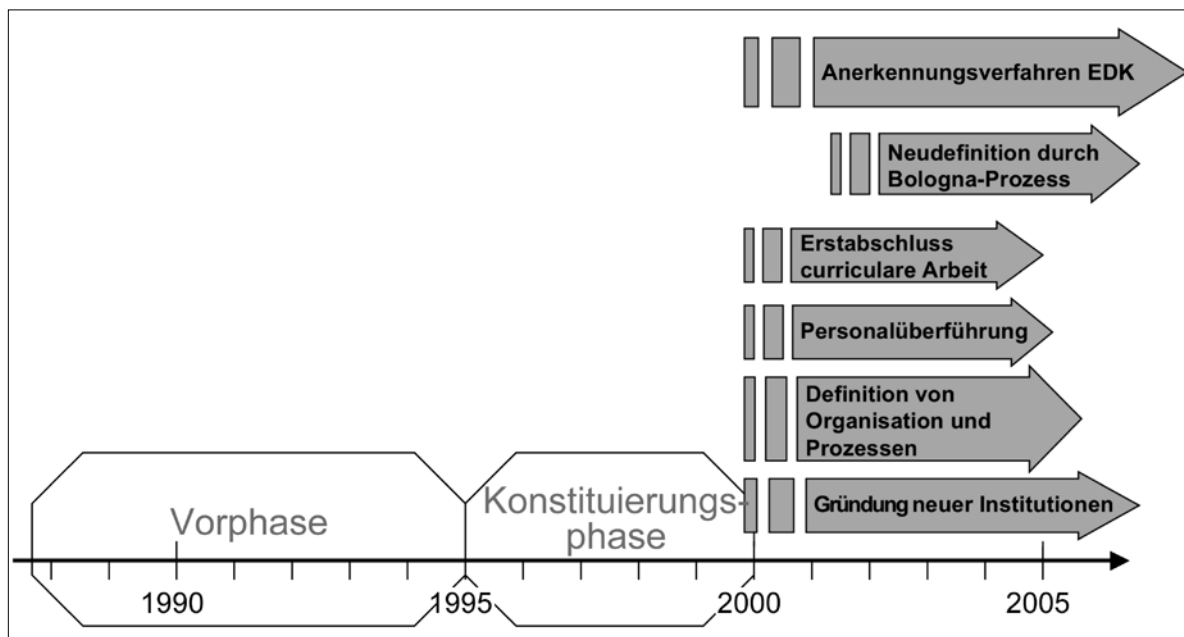 Anerkennungsverfahren EDK
Neudefinition durch
Bologna-Prozess
Erstabschluss
curriculare Arbeit
Personalüberführung
Definition von
Organisation und
Prozessen
Gründung neuer Institutionen
Vorphase
Konstituierungs-
phase
1990
1995
2000
2005